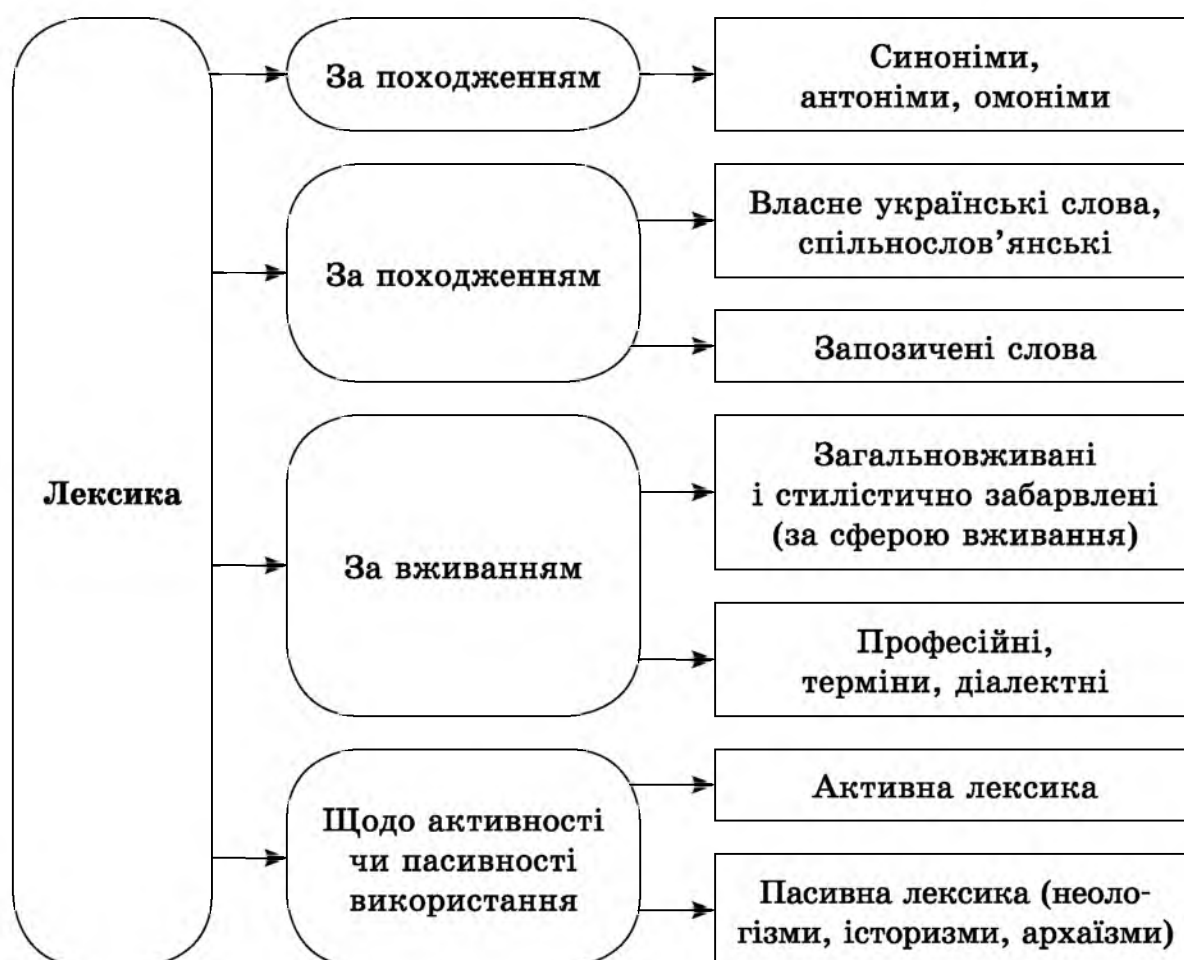 Лексика
За походженням
Синоніми,
антоніми, омоніми
За походженням
Власне українські слова,
спільнослов’янські
Запозичені слова
За вживанням
Загальновживані
і стилістично забарвлені
(за сферою вживання)
Професійні,
терміни, діалектні
Щодо активності
чи пасивності
використання
Активна лексика
Пасивна лексика (неоло-
гізми, історизми, архаїзми)